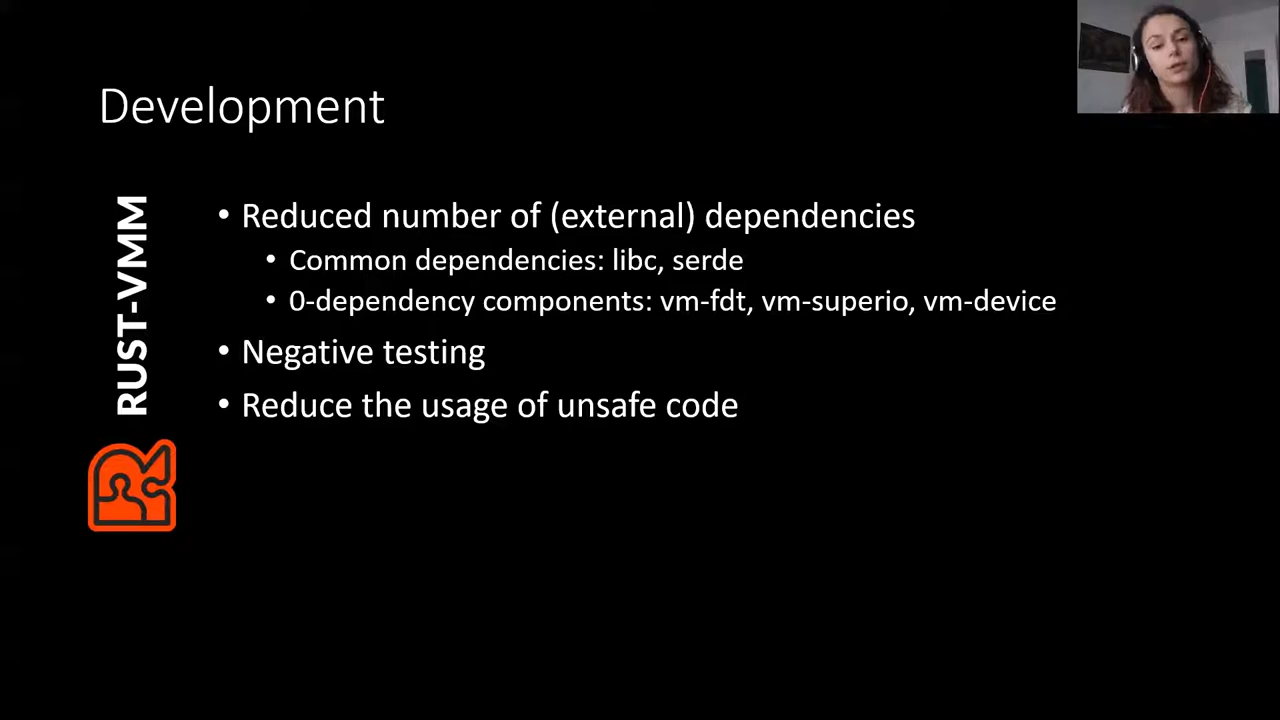 Development
RUST-VMM
• Reduced number of (external) dependencies
• Common dependencies: libc, serde
• 0-dependency components: vm-fdt, vm-superio, vm-device
• Negative testing
• Reduce the usage of unsafe code